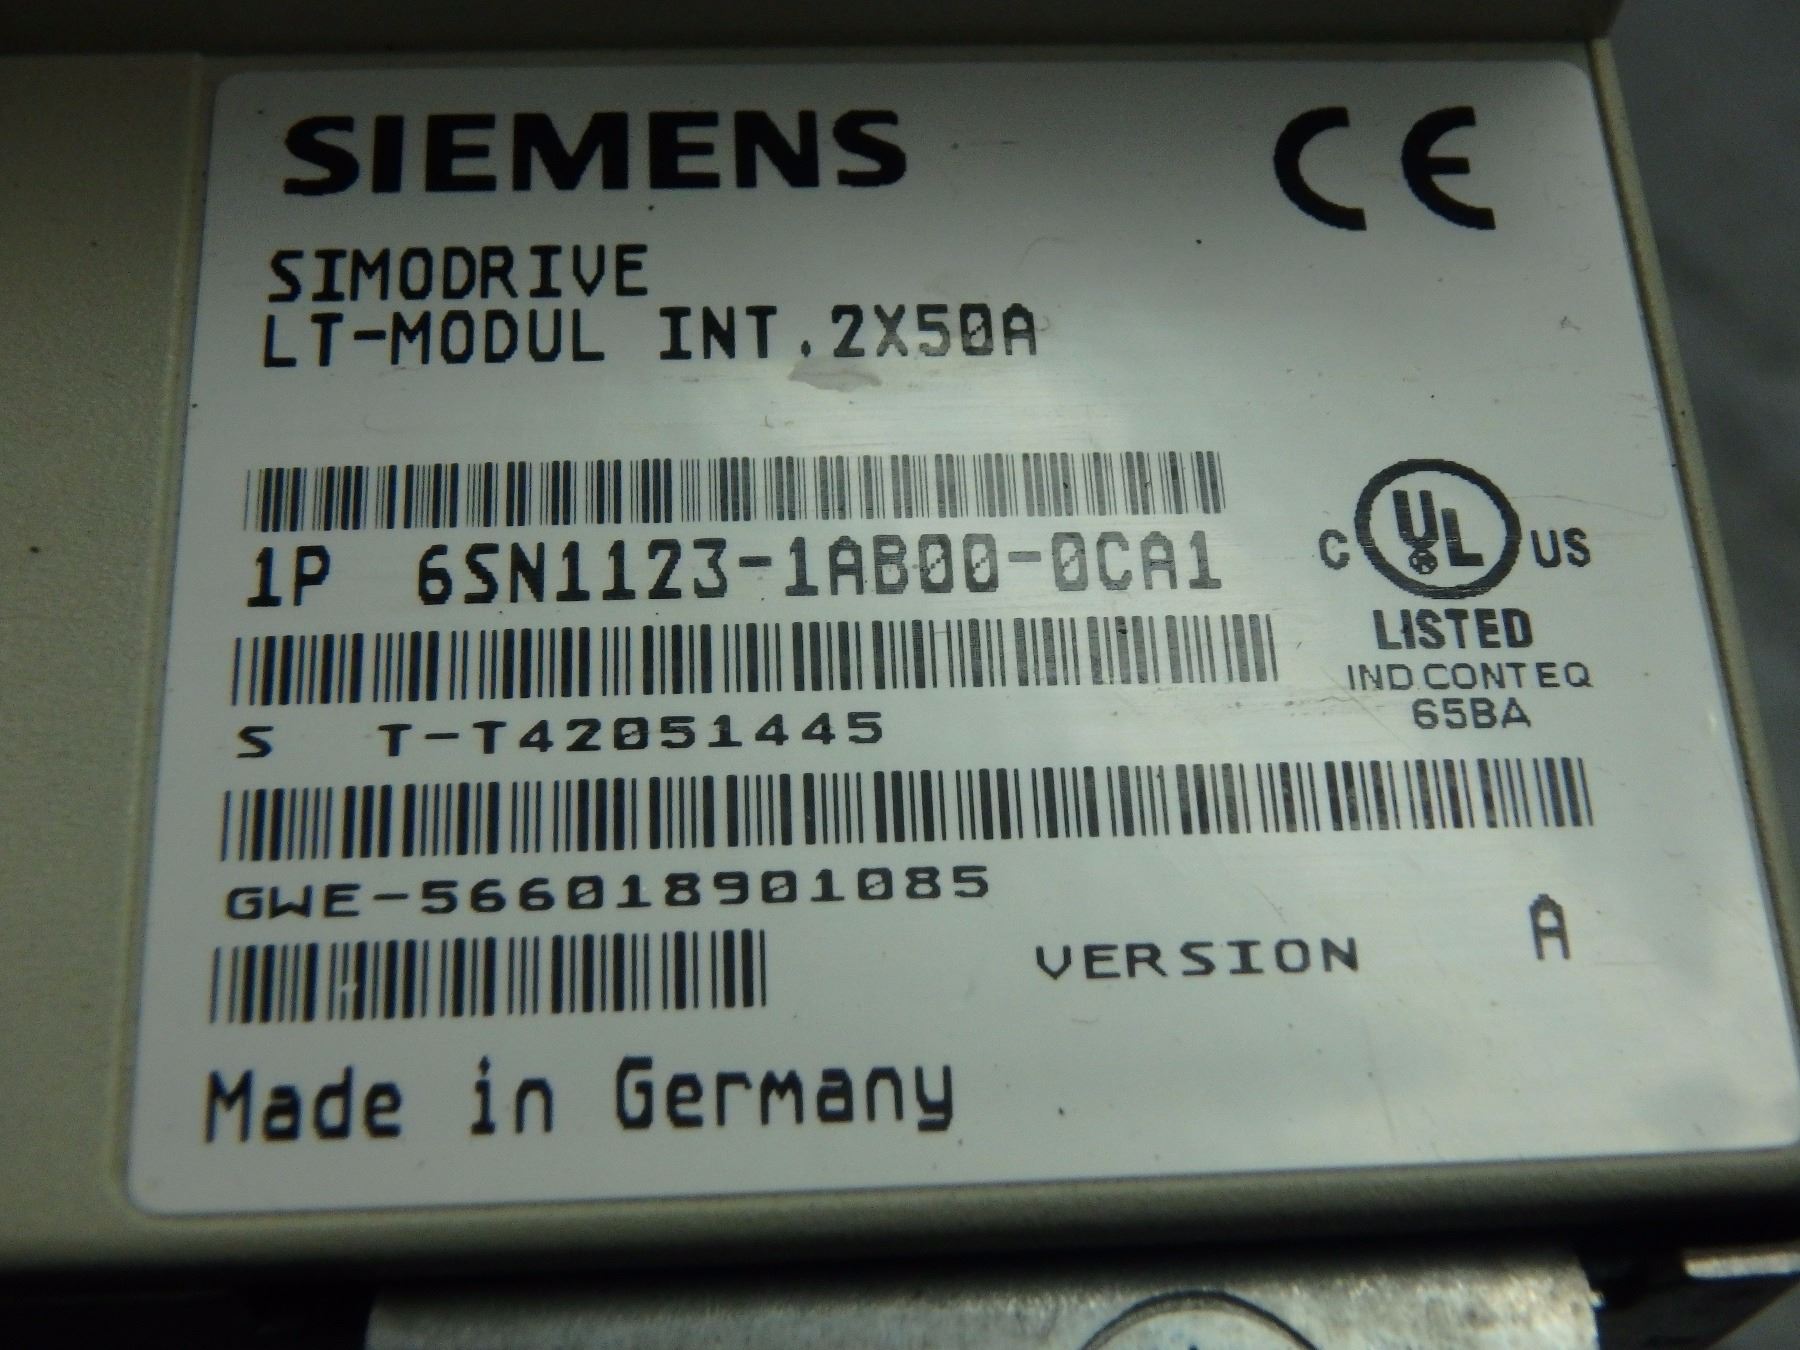 SIEMENS CE
SIMODRIVE
LT-MODUL INT.2X50A
1P 6SN1123-1AB00-0CA1
C UL US
LISTED
IND.CONT.EQ
65BA
S T-T42051445
GWE-566018901085
VERSION A
Made in Germany